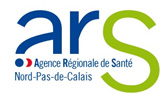 ars
Agence Régionale de Santé
Nord-Pas-de-Calais